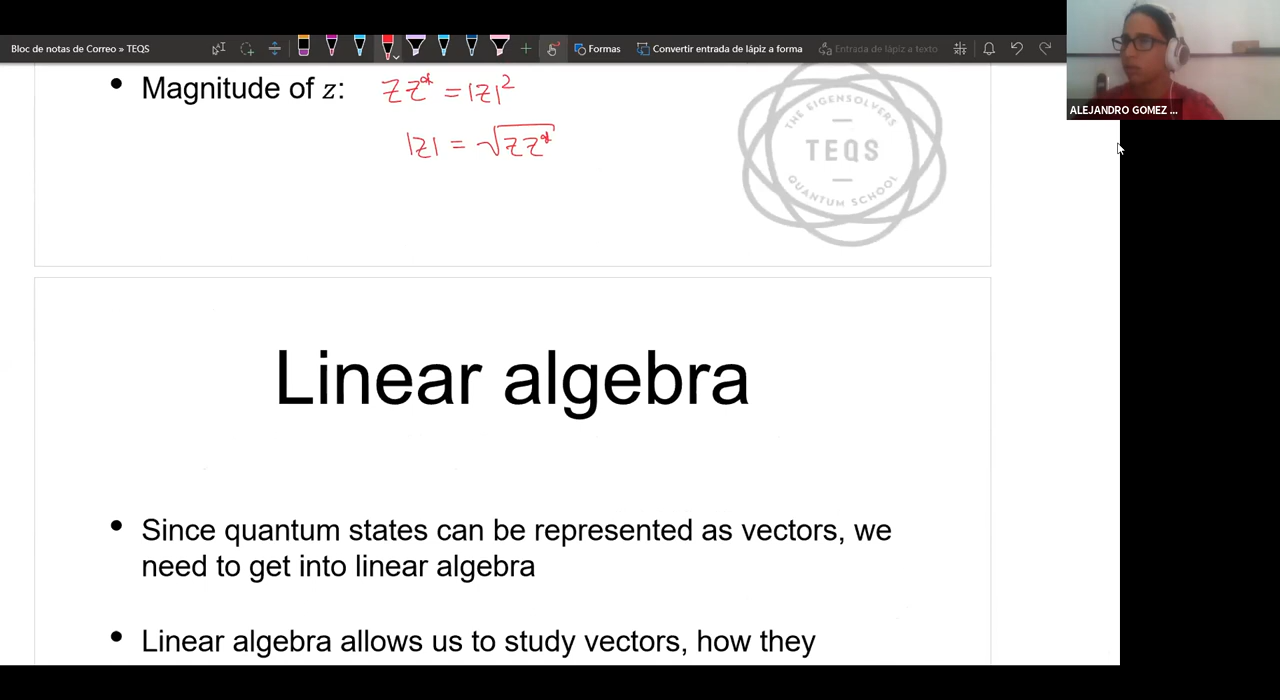 Bloc de notas de Correo » TEQS
Formas
Convertir entrada de lápiz a forma
Entrada de lápiz a texto
ALEJANDRO GOMEZ ...
• Magnitude of z: zz* = |z|²
|z| = √zz*
THE EIGENSOLVERS
TEQS
QUANTUM SCHOOL
Linear algebra
• Since quantum states can be represented as vectors, we
need to get into linear algebra
• Linear algebra allows us to study vectors, how they